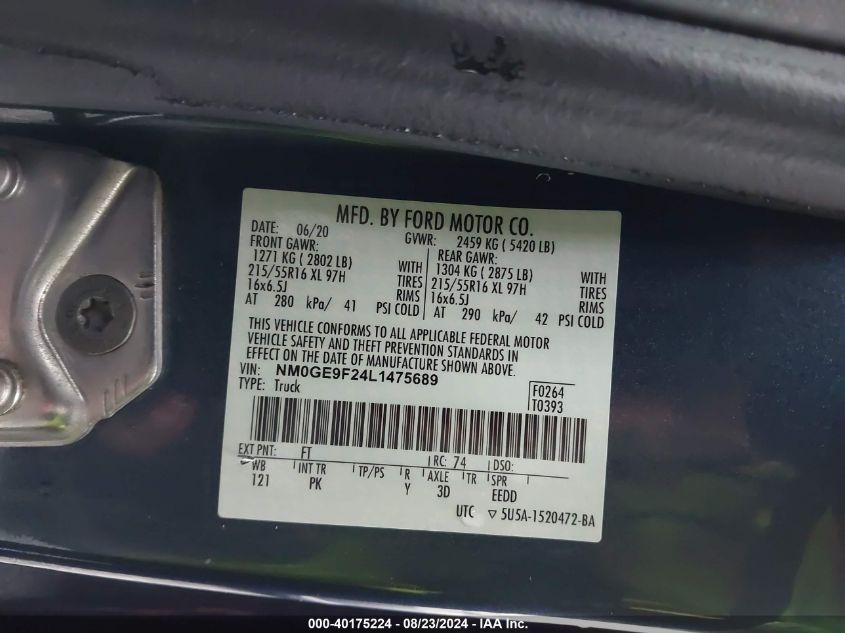 MFD. BY FORD MOTOR CO.
DATE: 06/20 GVWR: 2459 KG ( 5420 LB)
FRONT GAWR: REAR GAWR:
1271 KG ( 2802 LB) WITH 1304 KG ( 2875 LB) WITH
215/55R16 XL 97H TIRES 215/55R16 XL 97H TIRES
16x6.5J RIMS 16x6.5J RIMS
AT 280 kPa/ 41 PSI COLD AT 290 kPa/ 42 PSI COLD
THIS VEHICLE CONFORMS TO ALL APPLICABLE FEDERAL MOTOR
VEHICLE SAFETY AND THEFT PREVENTION STANDARDS IN
EFFECT ON THE DATE OF MANUFACTURE SHOWN ABOVE.
VIN: NM0GE9F24L1475689
TYPE: Truck
F0264
T0393
EXT PNT: FT RC: 74 DSO:
WB INT TR TP/PS R AXLE TR SPR
121 PK Y 3D EEDD
UTC ▽ 5U5A-1520472-BA
000-40175224 - 08/23/2024 - IAA Inc.